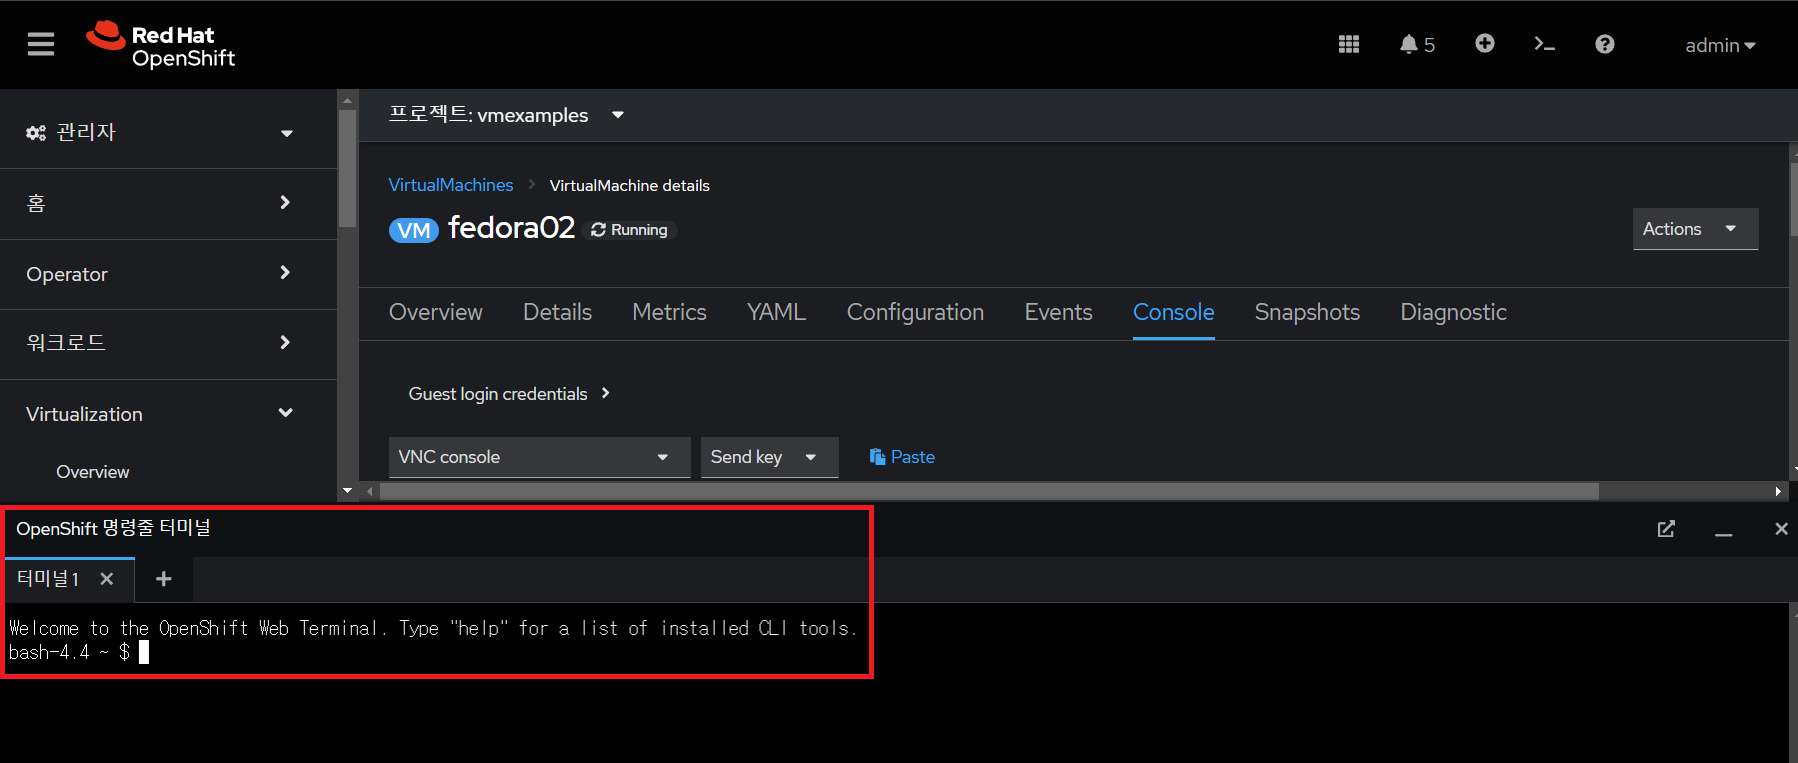 Red Hat
OpenShift
5
admin
관리자
홈
Operator
워크로드
Virtualization
Overview
프로젝트: vmexamples
VirtualMachines
VirtualMachine details
VM fedora02 Running
Actions
Overview Details Metrics YAML Configuration Events Console Snapshots Diagnostic
Guest login credentials
VNC console Send key Paste
OpenShift 명령줄 터미널
터미널 1
Welcome to the OpenShift Web Terminal. Type "help" for a list of installed CLI tools.
bash-4.4 ~ $